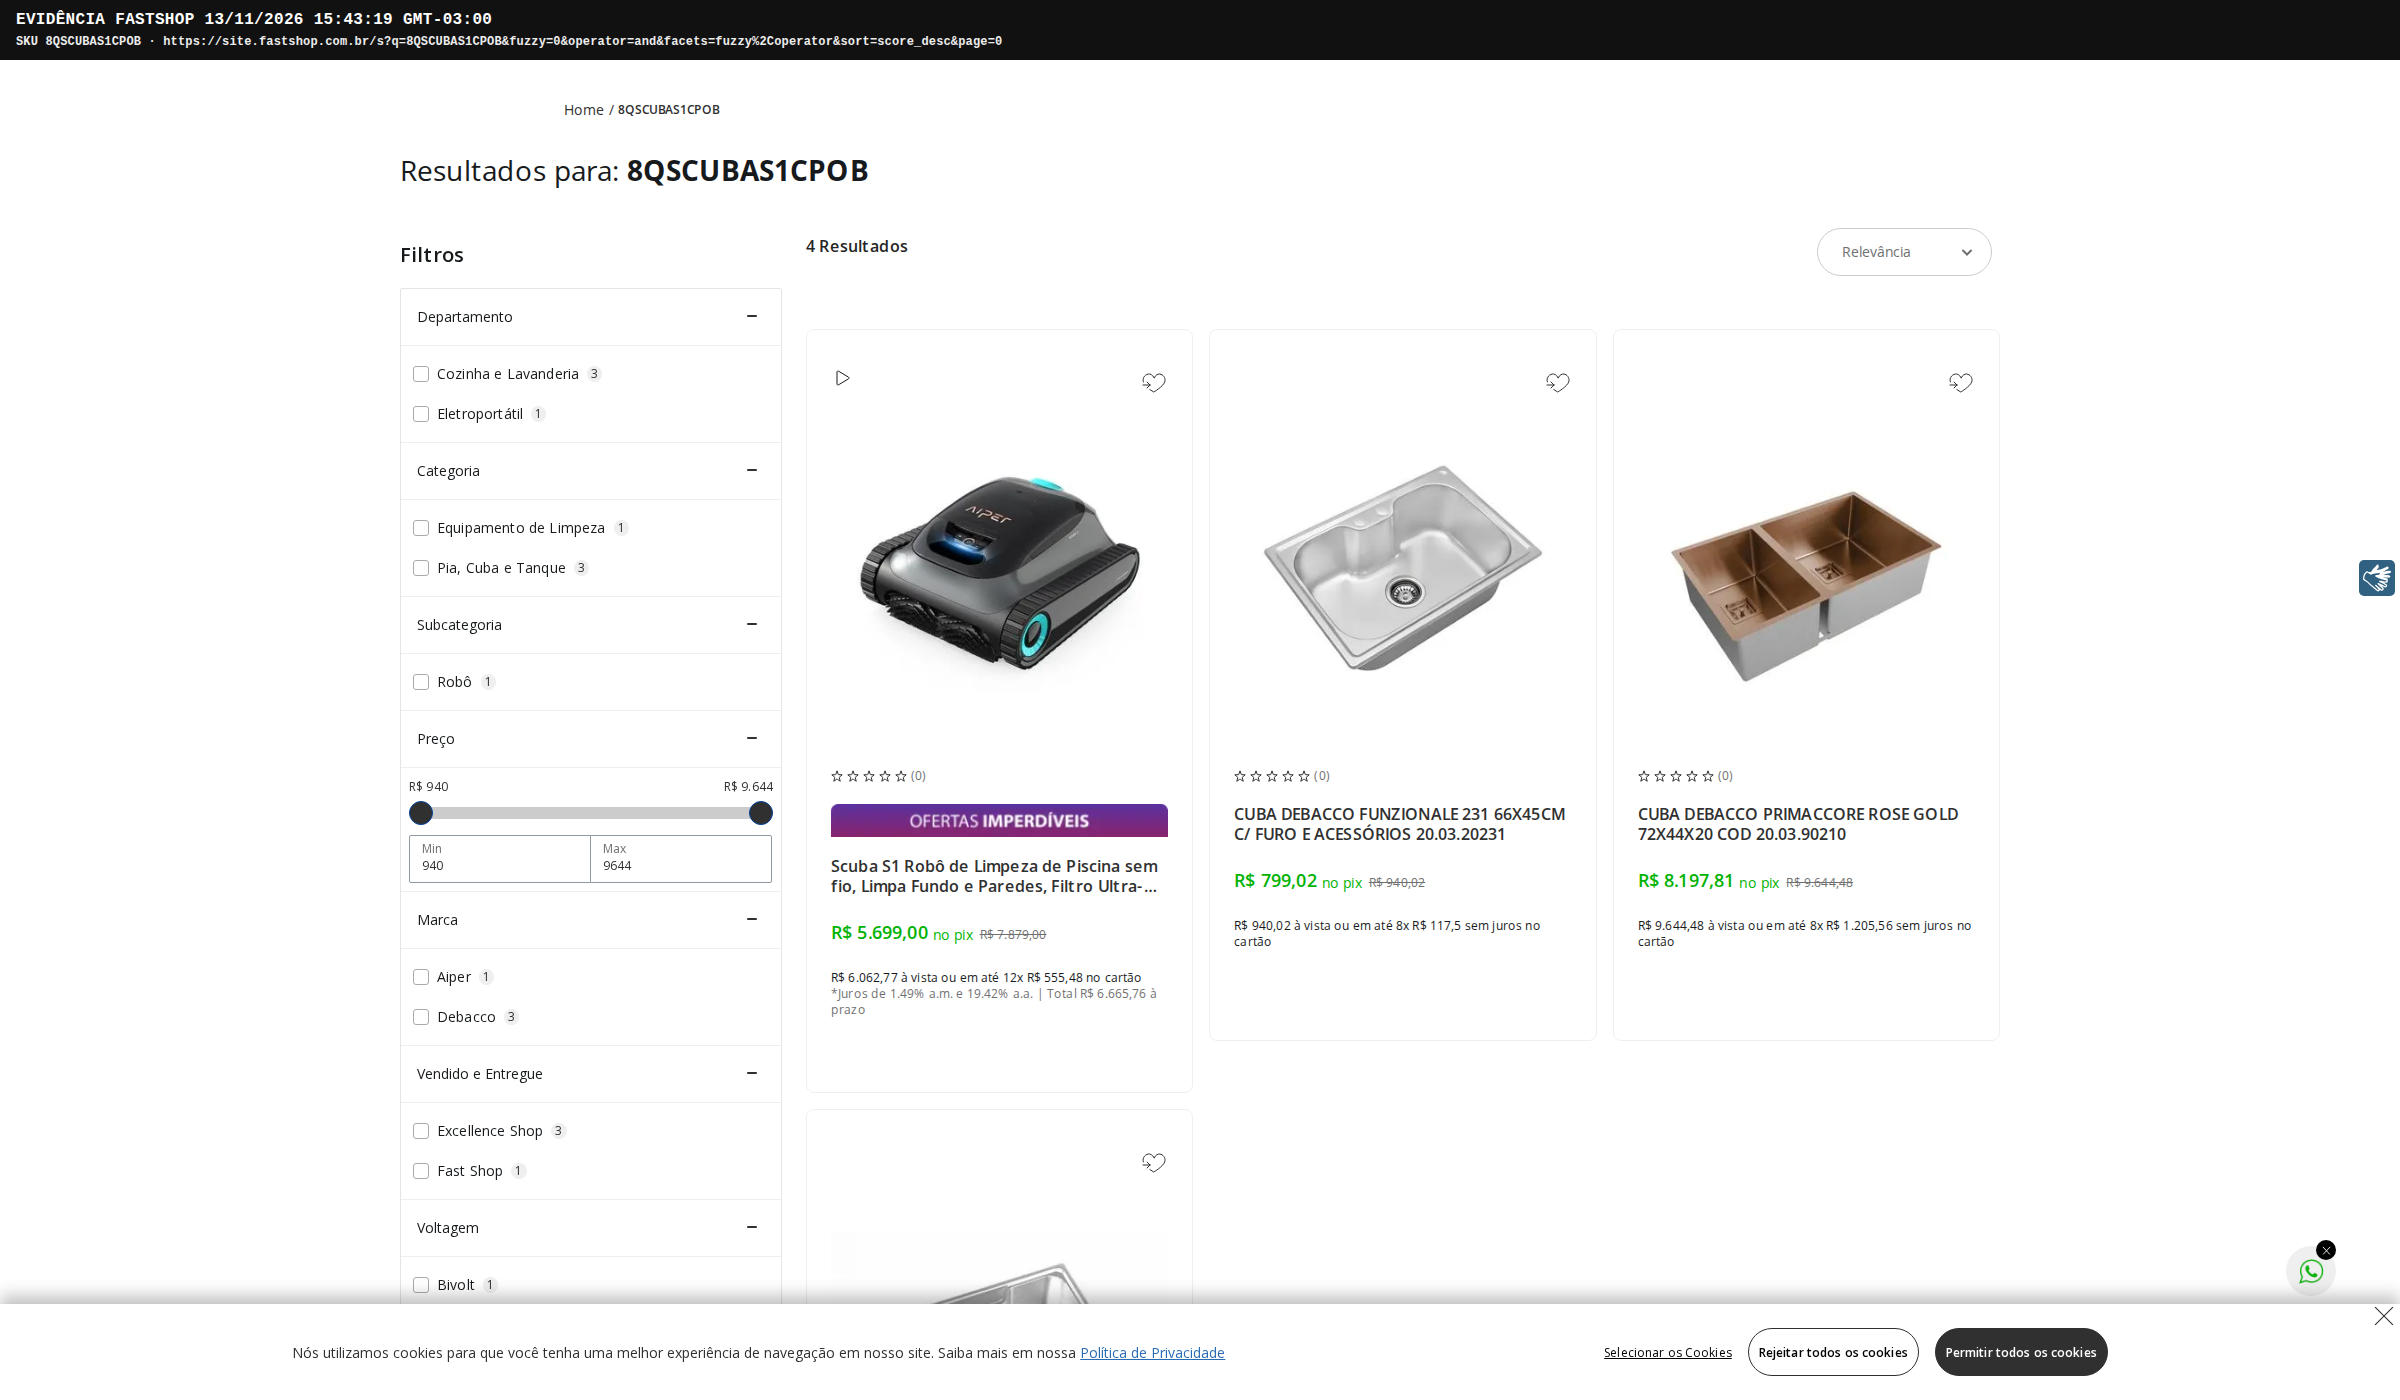 EVIDÊNCIA FASTSHOP 13/11/2026 15:43:19 GMT-03:00
SKU 8QSCUBAS1CPOB · https://site.fastshop.com.br/s?q=8QSCUBAS1CPOB&fuzzy=0&operator=and&facets=fuzzy%2Coperator&sort=score_desc&page=0
Home / 8QSCUBAS1CPOB
Resultados para: 8QSCUBAS1CPOB
Filtros
4 Resultados
Relevância
Departamento
Cozinha e Lavanderia 3
Eletroportátil 1
Categoria
Equipamento de Limpeza 1
Pia, Cuba e Tanque 3
Subcategoria
Robô 1
Preço
R$ 940
R$ 9.644
Min
940
Max
9644
Marca
Aiper 1
Debacco 3
Vendido e Entregue
Excellence Shop 3
Fast Shop 1
Voltagem
Bivolt 1
AIPER
(0)
OFERTAS IMPERDÍVEIS
Scuba S1 Robô de Limpeza de Piscina sem
fio, Limpa Fundo e Paredes, Filtro Ultra-...
R$ 5.699,00 no pix R$ 7.879,00
R$ 6.062,77 à vista ou em até 12x R$ 555,48 no cartão
*Juros de 1.49% a.m. e 19.42% a.a. | Total R$ 6.665,76 à
prazo
(0)
CUBA DEBACCO FUNZIONALE 231 66X45CM
C/ FURO E ACESSÓRIOS 20.03.20231
R$ 799,02 no pix R$ 940,02
R$ 940,02 à vista ou em até 8x R$ 117,5 sem juros no
cartão
(0)
CUBA DEBACCO PRIMACCORE ROSE GOLD
72X44X20 COD 20.03.90210
R$ 8.197,81 no pix R$ 9.644,48
R$ 9.644,48 à vista ou em até 8x R$ 1.205,56 sem juros no
cartão
Nós utilizamos cookies para que você tenha uma melhor experiência de navegação em nosso site. Saiba mais em nossa Política de Privacidade
Selecionar os Cookies
Rejeitar todos os cookies
Permitir todos os cookies